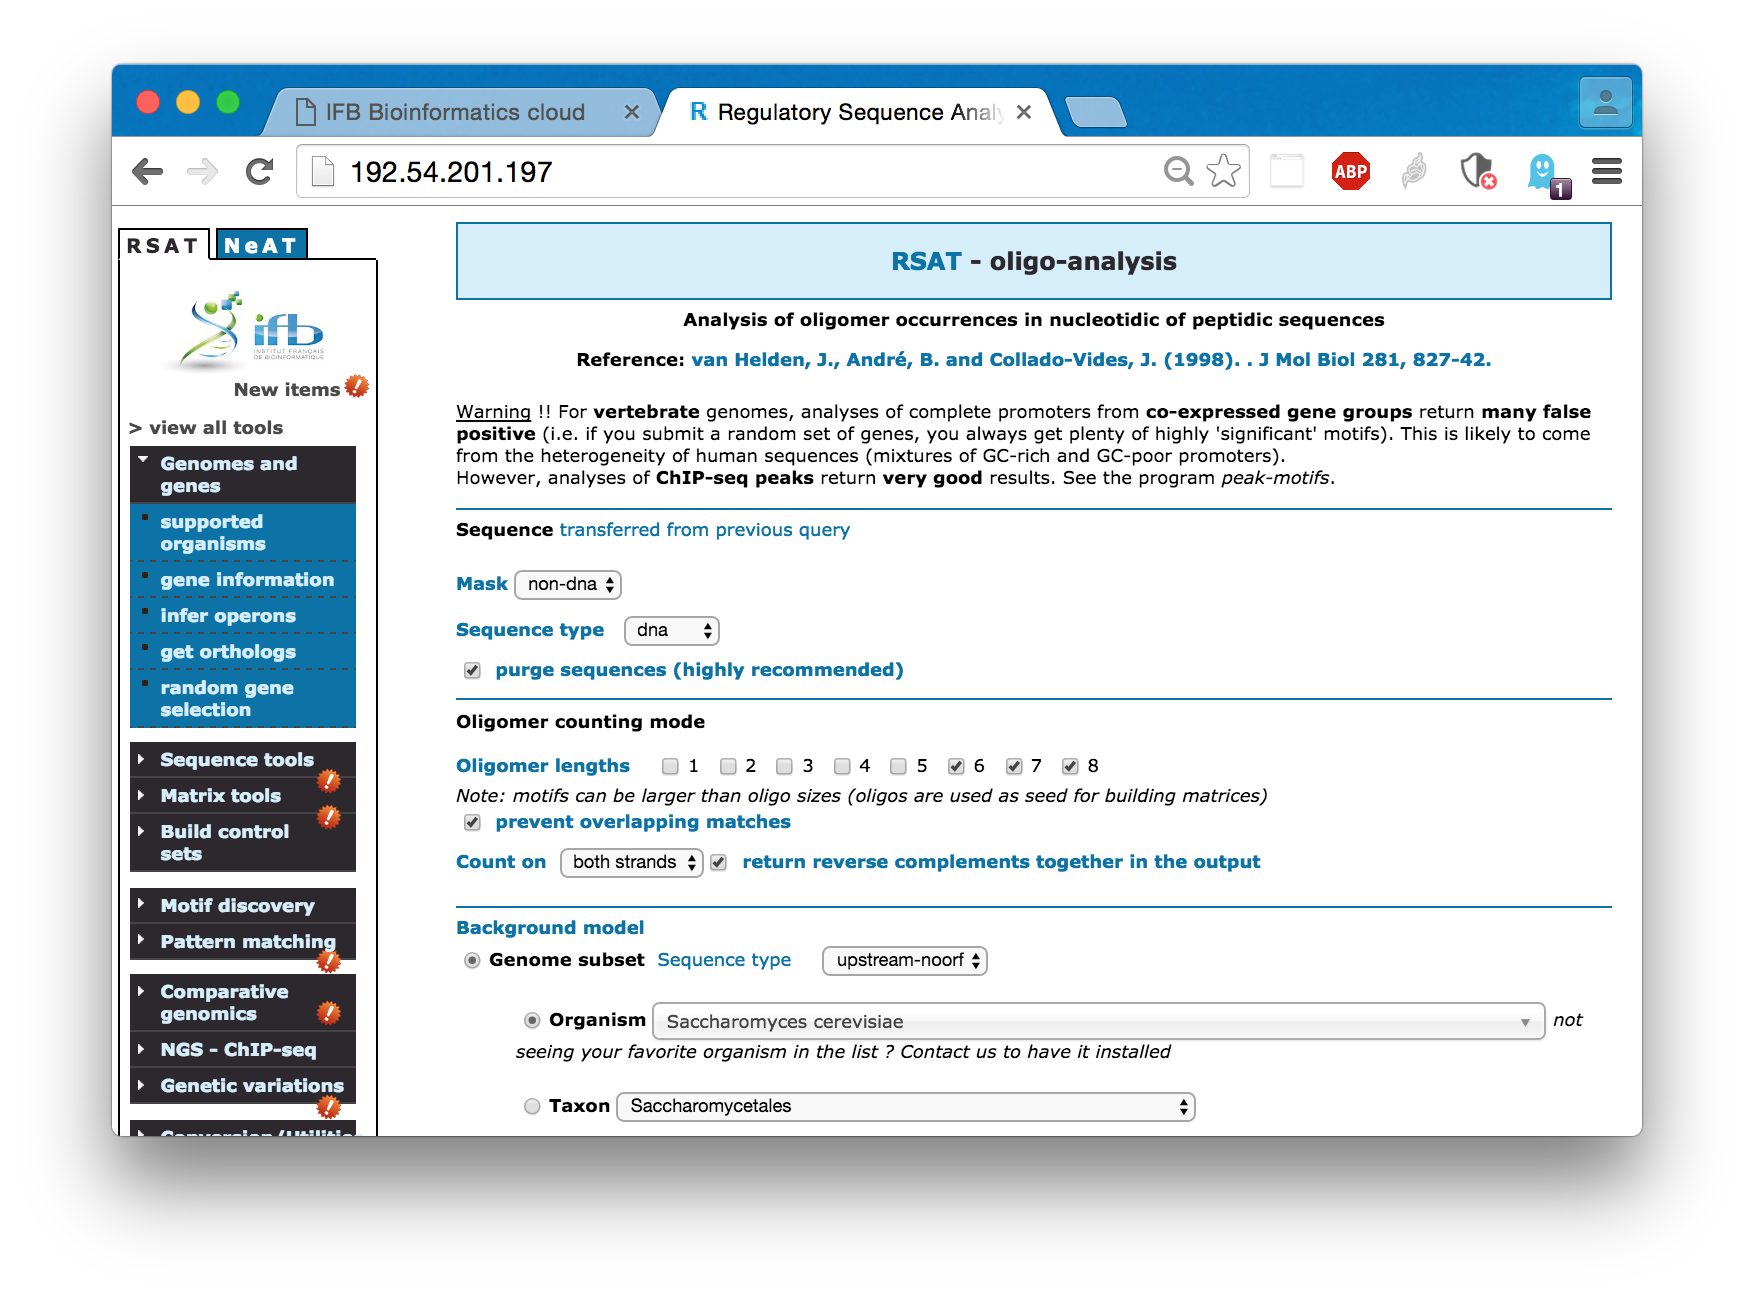 IFB Bioinformatics cloud
R Regulatory Sequence Anal
192.54.201.197
ABP
1
RSAT NeAT
ifb
INSTITUT FRANÇAIS
DE BIOINFORMATIQUE
New items !
> view all tools
Genomes and
genes
supported
organisms
gene information
infer operons
get orthologs
random gene
selection
Sequence tools
!
Matrix tools
!
Build control
sets
Motif discovery
Pattern matching
!
Comparative
genomics !
NGS - ChIP-seq
Genetic variations
!
RSAT - oligo-analysis
Analysis of oligomer occurrences in nucleotidic of peptidic sequences
Reference: van Helden, J., André, B. and Collado-Vides, J. (1998). . J Mol Biol 281, 827-42.
Warning !! For vertebrate genomes, analyses of complete promoters from co-expressed gene groups return many false
positive (i.e. if you submit a random set of genes, you always get plenty of highly 'significant' motifs). This is likely to come
from the heterogeneity of human sequences (mixtures of GC-rich and GC-poor promoters).
However, analyses of ChIP-seq peaks return very good results. See the program peak-motifs.
Sequence transferred from previous query
Mask non-dna
Sequence type dna
purge sequences (highly recommended)
Oligomer counting mode
Oligomer lengths 1 2 3 4 5 6 7 8
Note: motifs can be larger than oligo sizes (oligos are used as seed for building matrices)
prevent overlapping matches
Count on both strands return reverse complements together in the output
Background model
Genome subset Sequence type upstream-noorf
Organism Saccharomyces cerevisiae not
seeing your favorite organism in the list ? Contact us to have it installed
Taxon Saccharomycetales